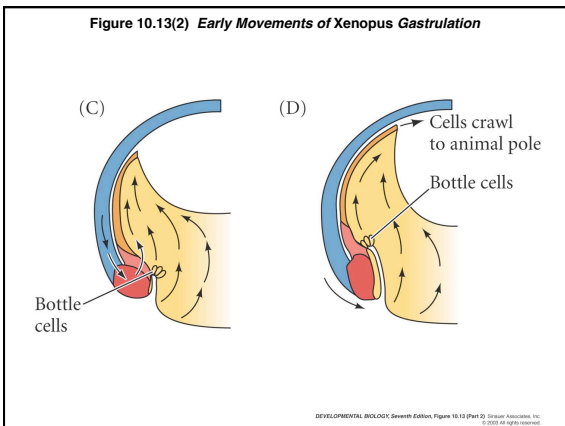 Figure 10.13(2) Early Movements of Xenopus Gastrulation
(C)
Bottle
cells
(D)
Cells crawl
to animal pole
Bottle cells
DEVELOPMENTAL BIOLOGY, Seventh Edition, Figure 10.13 (Part 2) Sinauer Associates, Inc.
© 2003 All rights reserved.